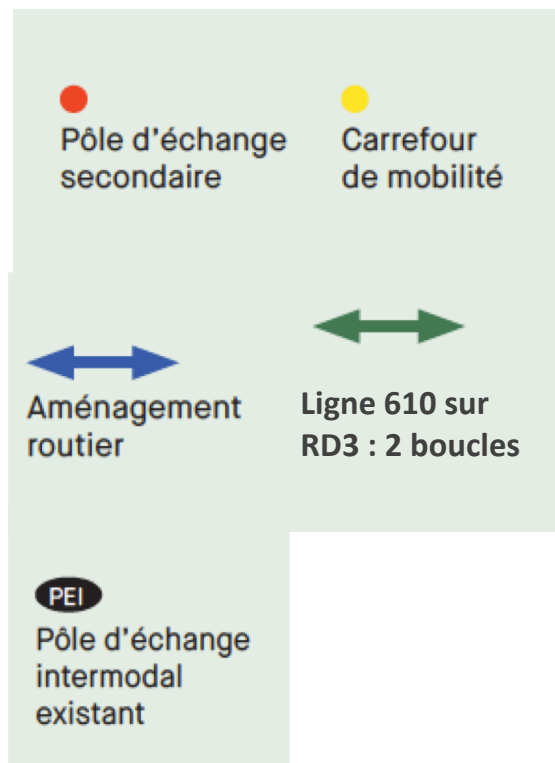 Pôle d'échange
secondaire
Carrefour
de mobilité
Aménagement
routier
Ligne 610 sur
RD3 : 2 boucles
PEI
Pôle d'échange
intermodal
existant